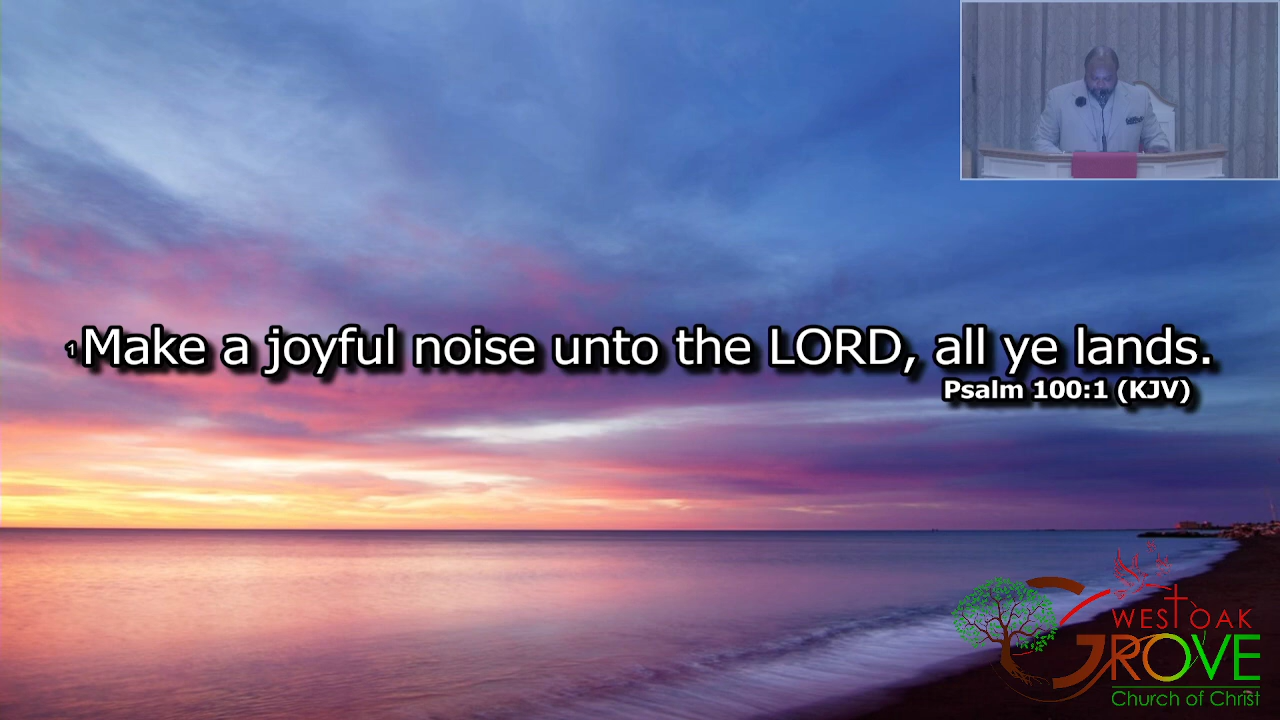 1 Make a joyful noise unto the LORD, all ye lands.
Psalm 100:1 (KJV)
WEST OAK
GROVE
Church of Christ